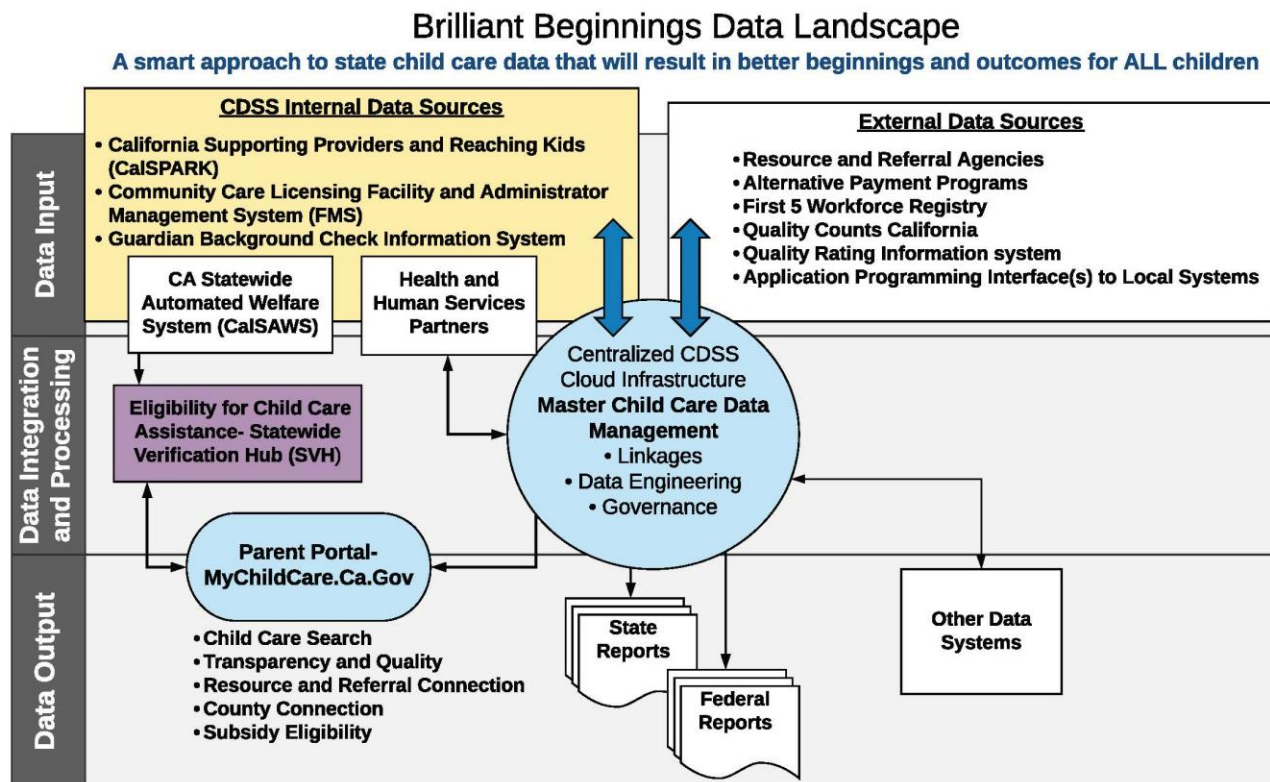 Brilliant Beginnings Data Landscape
A smart approach to state child care data that will result in better beginnings and outcomes for ALL children
Data Input
CDSS Internal Data Sources
• California Supporting Providers and Reaching Kids
(CalSPARK)
• Community Care Licensing Facility and Administrator
Management System (FMS)
• Guardian Background Check Information System
CA Statewide
Automated Welfare
System (CalSAWS)
Health and
Human Services
Partners
External Data Sources
• Resource and Referral Agencies
• Alternative Payment Programs
• First 5 Workforce Registry
• Quality Counts California
• Quality Rating Information system
• Application Programming Interface(s) to Local Systems
Data Integration
and Processing
Eligibility for Child Care
Assistance- Statewide
Verification Hub (SVH)
Centralized CDSS
Cloud Infrastructure
Master Child Care Data
Management
• Linkages
• Data Engineering
• Governance
Data Output
Parent Portal-
MyChildCare.Ca.Gov
• Child Care Search
• Transparency and Quality
• Resource and Referral Connection
• County Connection
• Subsidy Eligibility
State
Reports
Federal
Reports
Other Data
Systems